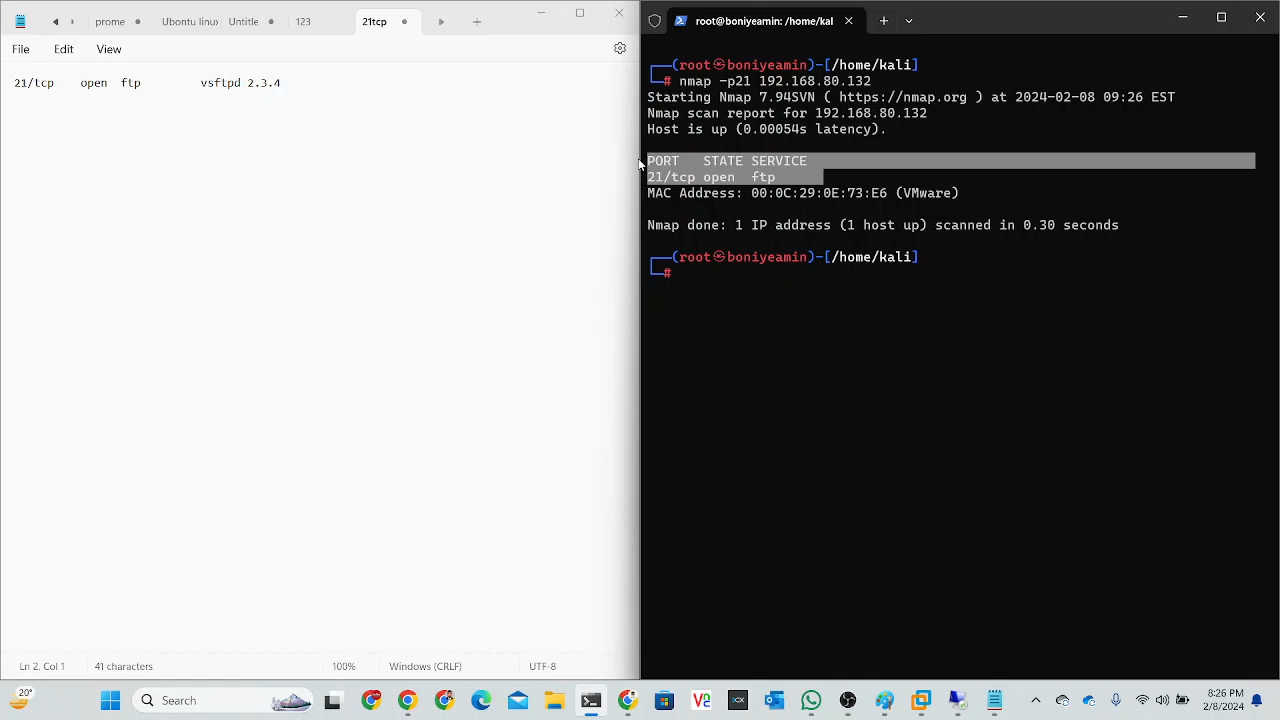 prome
Ubuntu linux
Untitle
123
21tcp
File Edit View
21/tcp open ftp vsftpd 2.3.4
Ln 2, Col 1 41 characters 100% Windows (CRLF) UTF-8
root@boniyeamin: /home/kal
┌──(root㉿boniyeamin)-[/home/kali]
└─# nmap -p21 192.168.80.132
Starting Nmap 7.94SVN ( https://nmap.org ) at 2024-02-08 09:26 EST
Nmap scan report for 192.168.80.132
Host is up (0.00054s latency).
PORT STATE SERVICE
21/tcp open ftp
MAC Address: 00:0C:29:0E:73:E6 (VMware)
Nmap done: 1 IP address (1 host up) scanned in 0.30 seconds
┌──(root㉿boniyeamin)-[/home/kali]
└─#
20°
Search
8:26 PM
2/8/2024